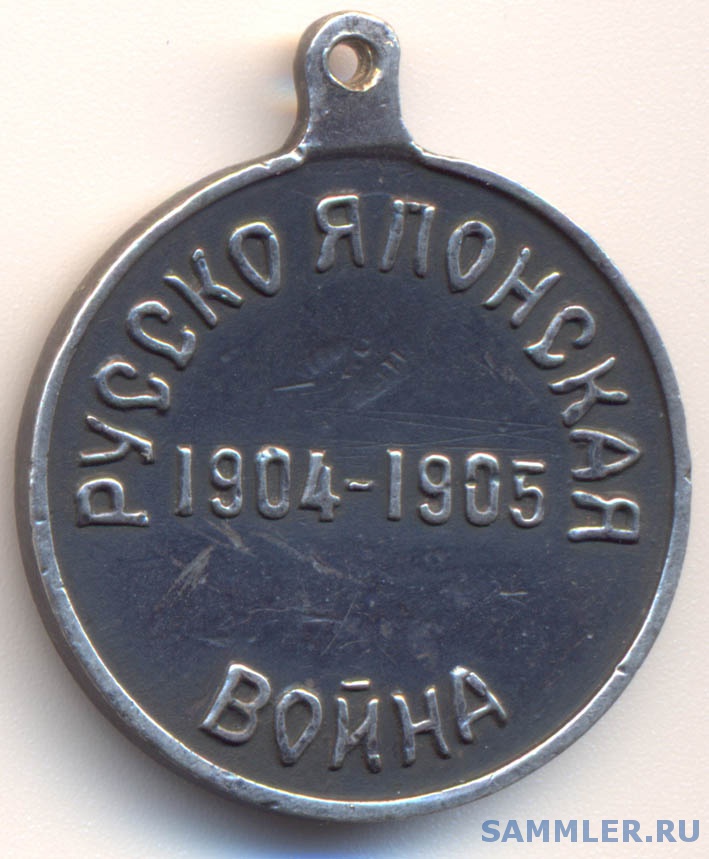 РУССКО ЯПОНСКАЯ
1904-1905
ВОЙНА
SAMMLER.RU